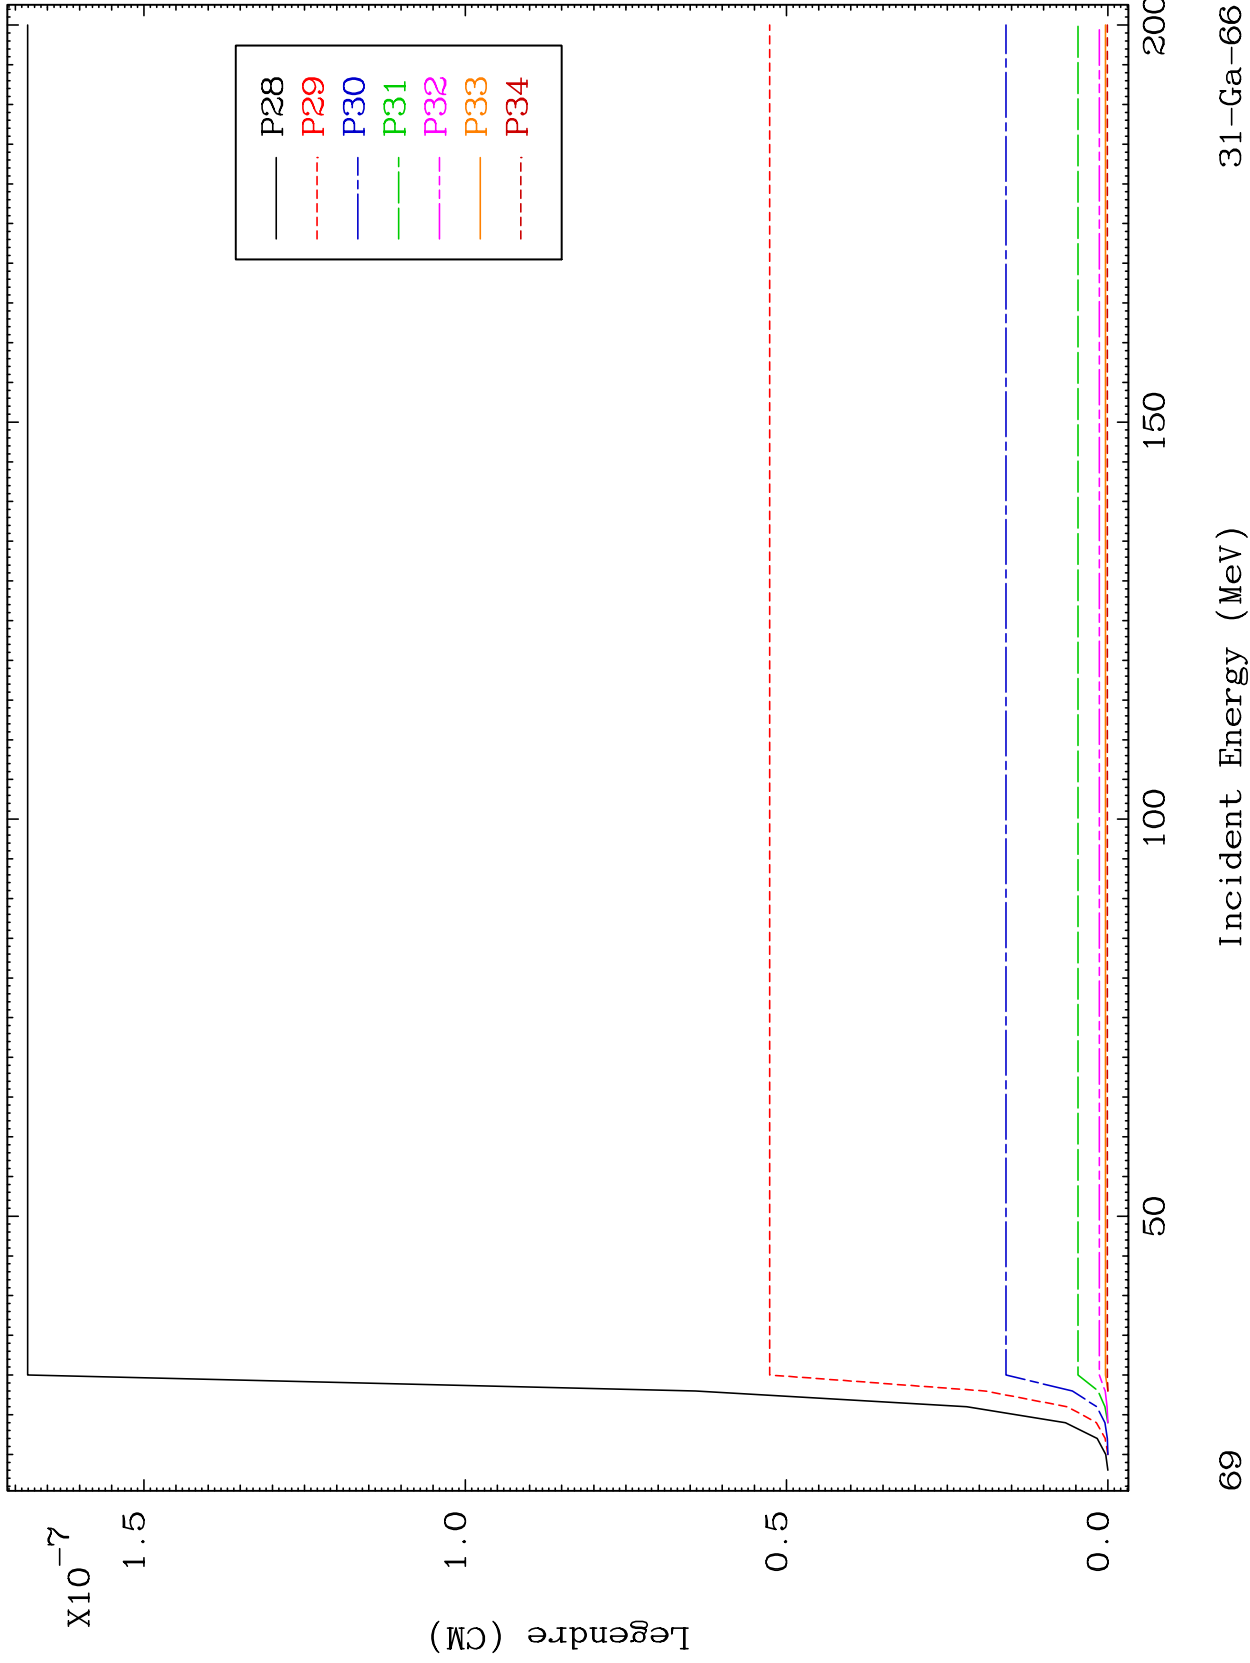 X10-7
1.5
1.0
0.5
0.0
Legendre (CM)
P28
P29
P30
P31
P32
P33
P34
50
100
150
200
Incident Energy (MeV)
69
31-Ga-66